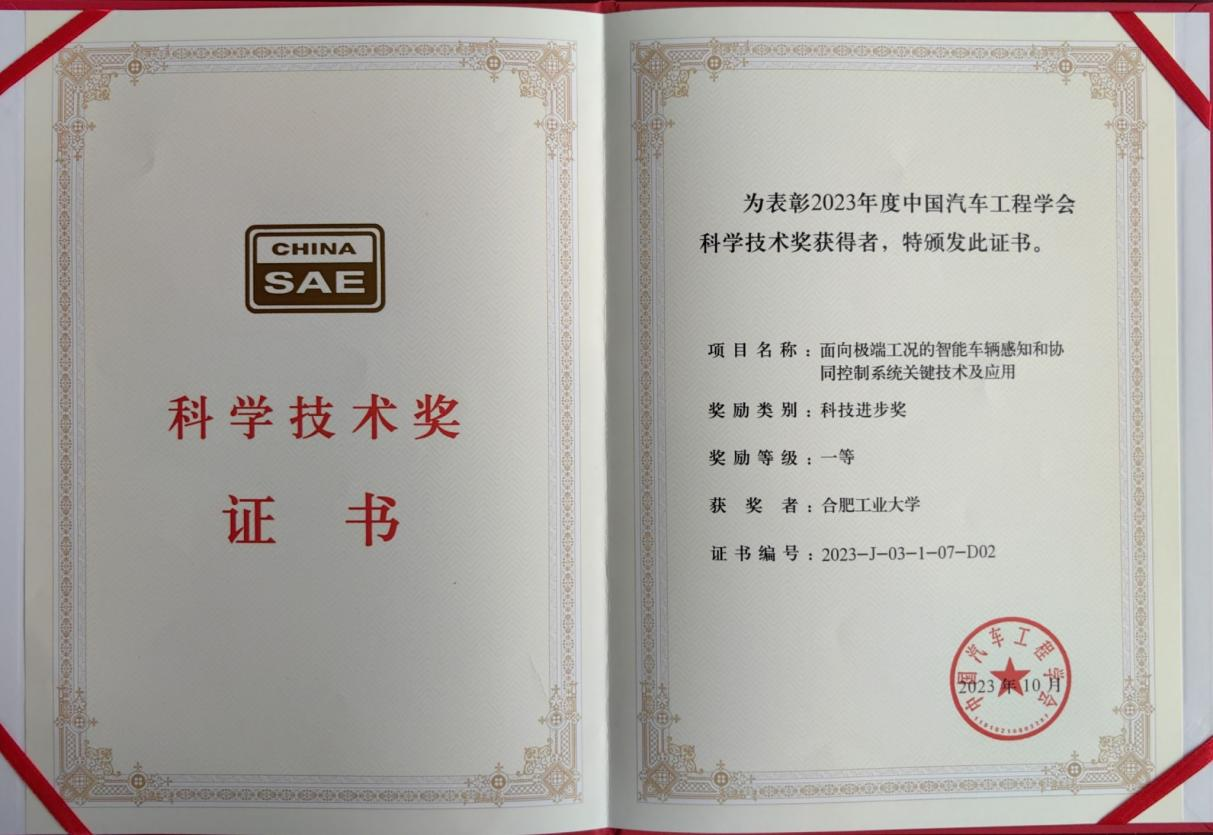 CHINA
SAE
科学技术奖
证 书
为表彰2023年度中国汽车工程学会
科学技术奖获得者，特颁发此证书。
项目名称：面向极端工况的智能车辆感知和协
同控制系统关键技术及应用
奖励类别：科技进步奖
奖励等级：一等
获奖者：合肥工业大学
证书编号：2023-J-03-1-07-D02
中国汽车工程学会
2023年10月